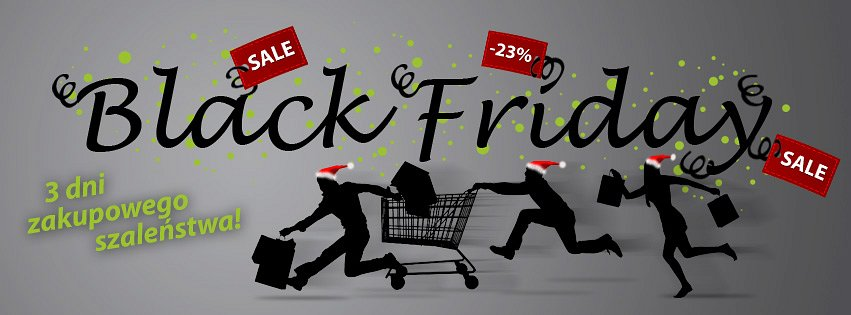 SALE
-23%
Black Friday
SALE
3 dni
zakupowego
szaleństwa!